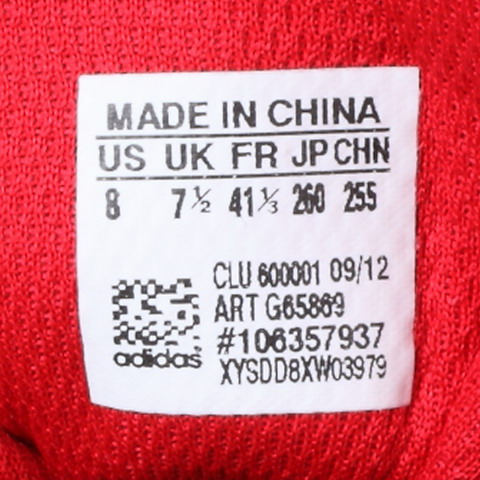 MADE IN CHINA
US UK FR JP CHN
8 7½ 41⅓ 260 255
CLU 600001 09/12
ART G65869
#106357937
XYSDD8XW03979
adidas